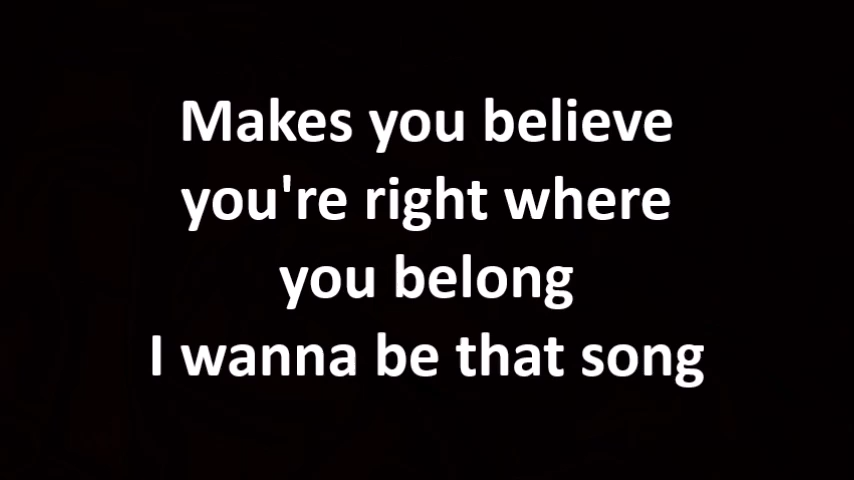 Makes you believe
you're right where
you belong
I wanna be that song